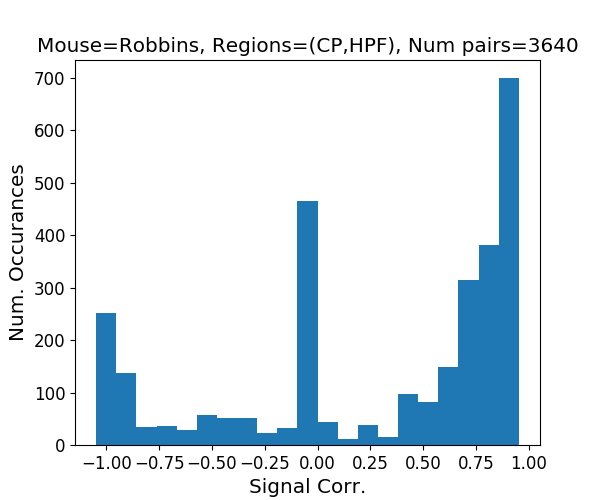 Mouse=Robbins, Regions=(CP,HPF), Num pairs=3640
700
600
500
400
300
200
100
0
Num. Occurances
−1.00 −0.75 −0.50 −0.25 0.00 0.25 0.50 0.75 1.00
Signal Corr.